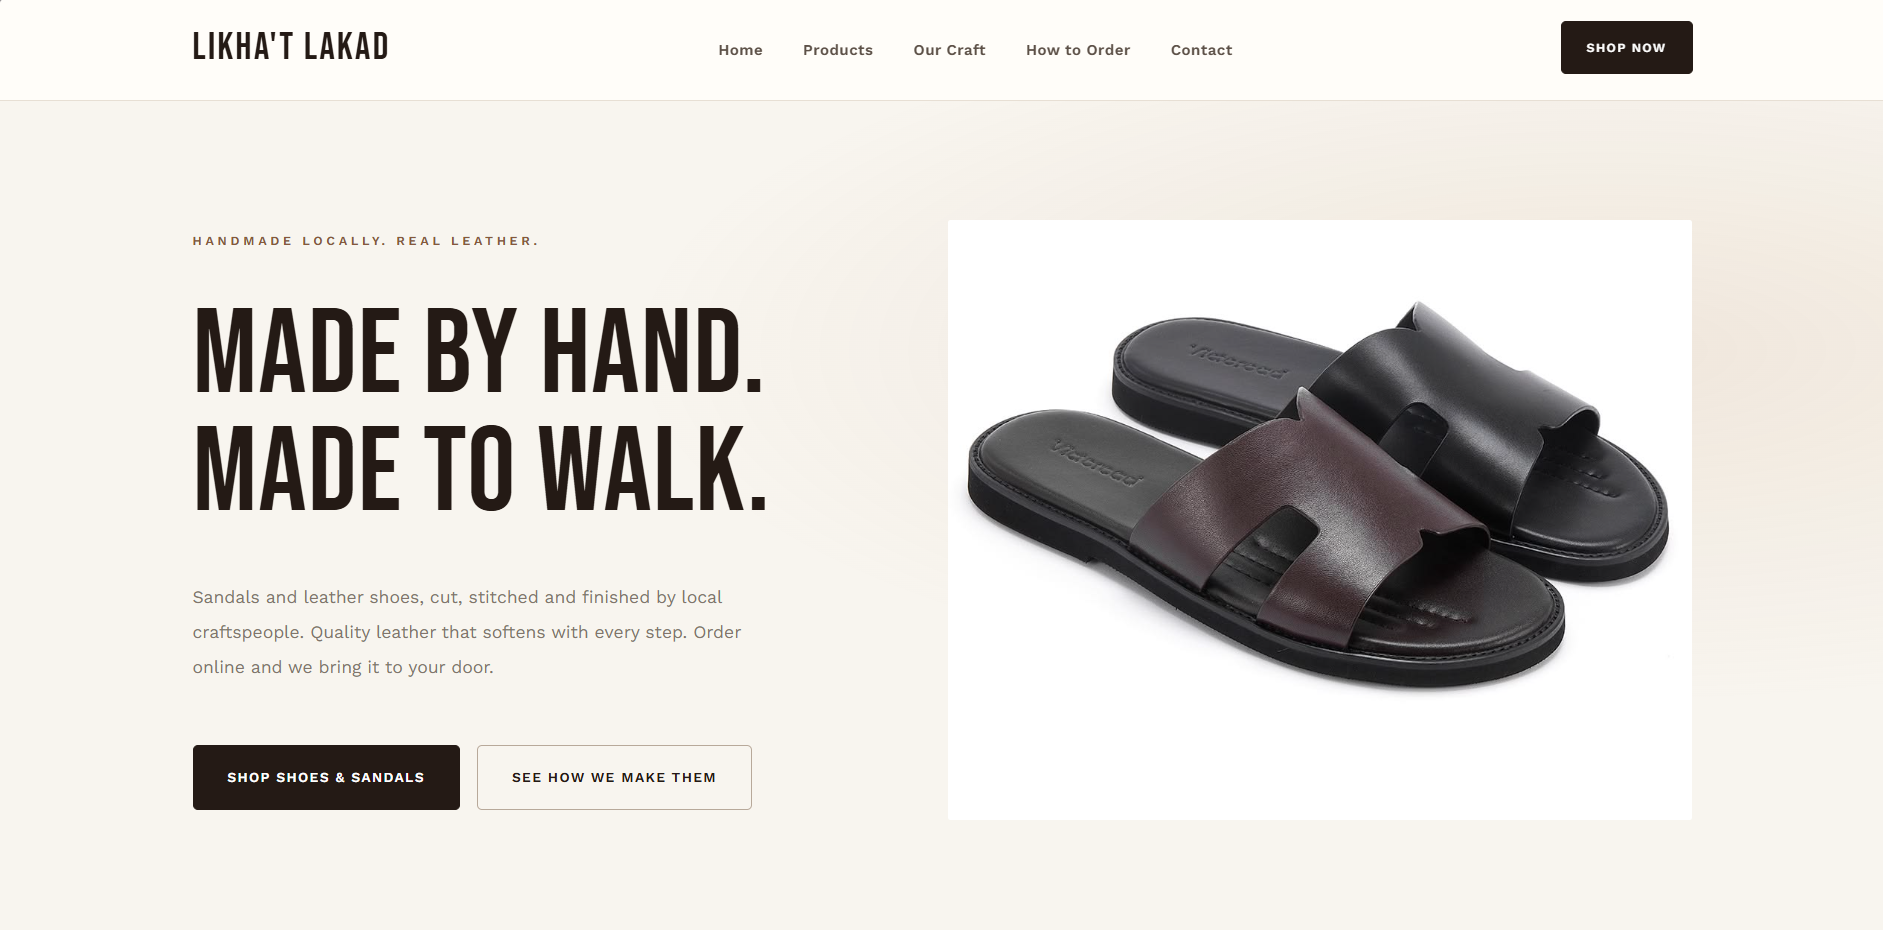 LIKHA'T LAKAD
Home
Products
Our Craft
How to Order
Contact
SHOP NOW
HANDMADE LOCALLY. REAL LEATHER.
MADE BY HAND.
MADE TO WALK.
Sandals and leather shoes, cut, stitched and finished by local
craftspeople. Quality leather that softens with every step. Order
online and we bring it to your door.
SHOP SHOES & SANDALS
SEE HOW WE MAKE THEM